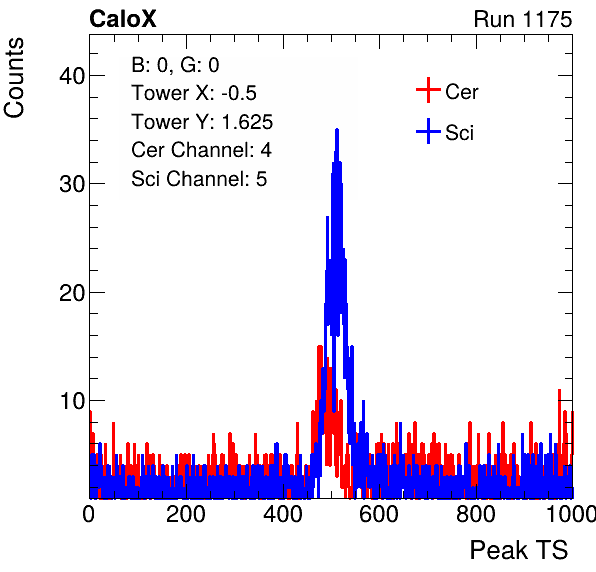 CaloX Run 1175
Counts
B: 0, G: 0
Tower X: -0.5
Tower Y: 1.625
Cer Channel: 4
Sci Channel: 5
Cer
Sci
40
30
20
10
0 200 400 600 800 1000
Peak TS